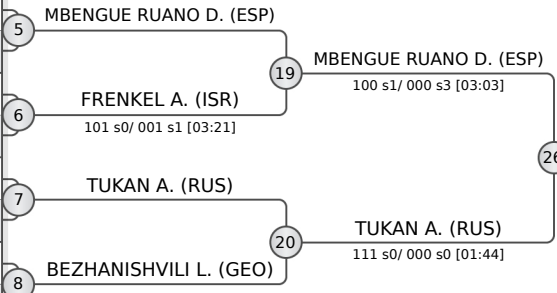 5
MBENGUE RUANO D. (ESP)
19
MBENGUE RUANO D. (ESP)
100 s1/ 000 s3 [03:03]
6
FRENKEL A. (ISR)
101 s0/ 001 s1 [03:21]
26
7
TUKAN A. (RUS)
20
TUKAN A. (RUS)
111 s0/ 000 s0 [01:44]
8
BEZHANISHVILI L. (GEO)